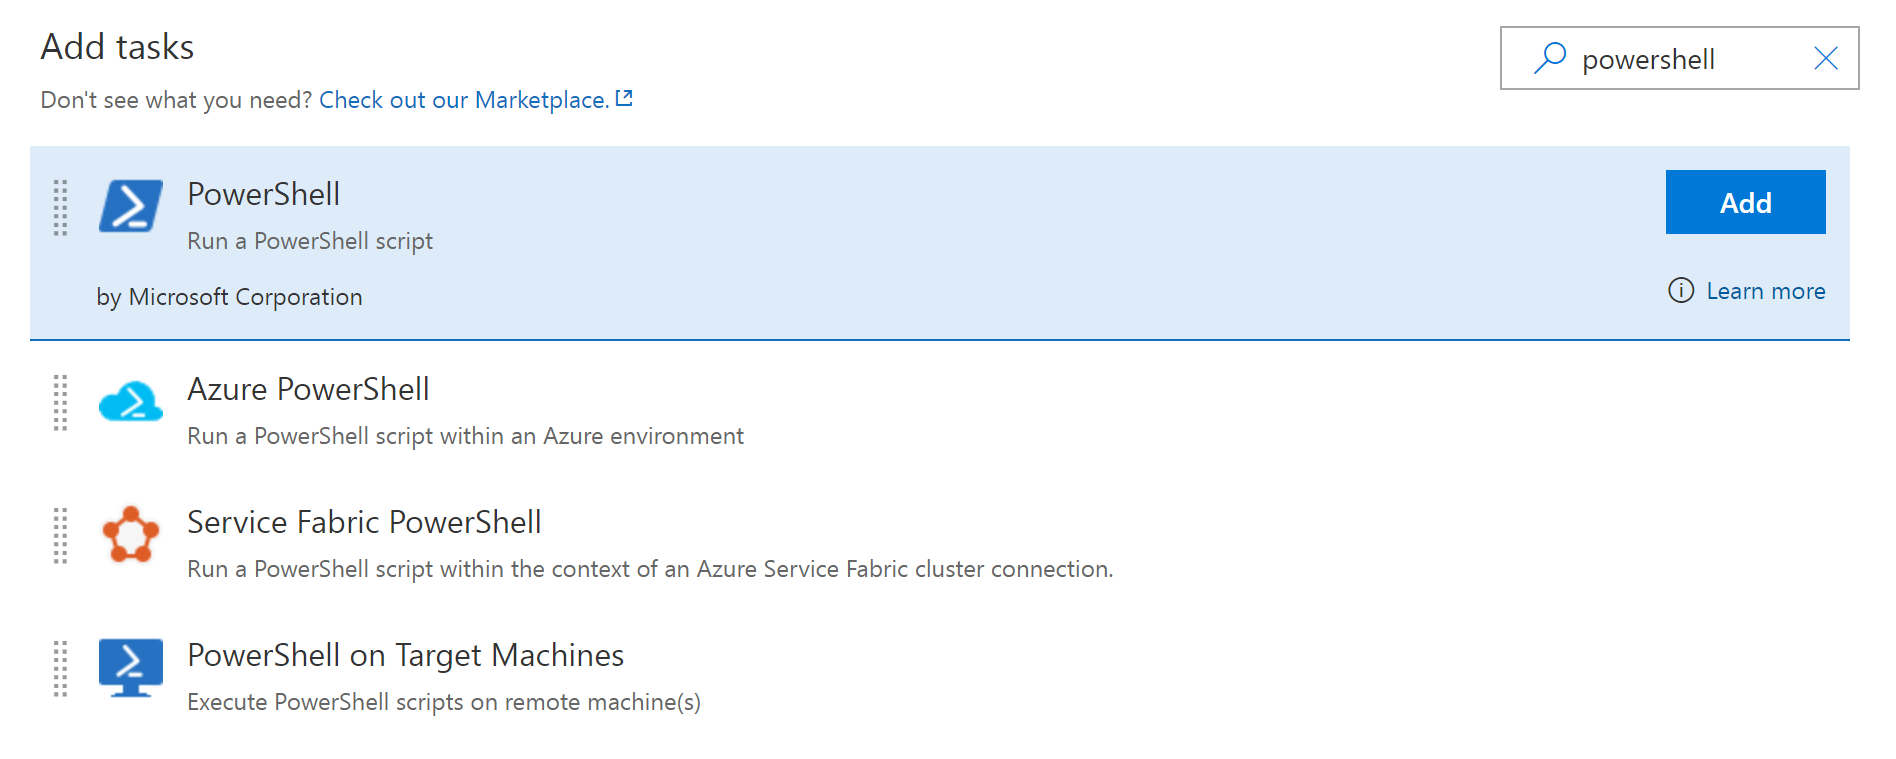 Add tasks
powershell
Don't see what you need? Check out our Marketplace.
PowerShell
Add
Run a PowerShell script
by Microsoft Corporation
Learn more
Azure PowerShell
Run a PowerShell script within an Azure environment
Service Fabric PowerShell
Run a PowerShell script within the context of an Azure Service Fabric cluster connection.
PowerShell on Target Machines
Execute PowerShell scripts on remote machine(s)